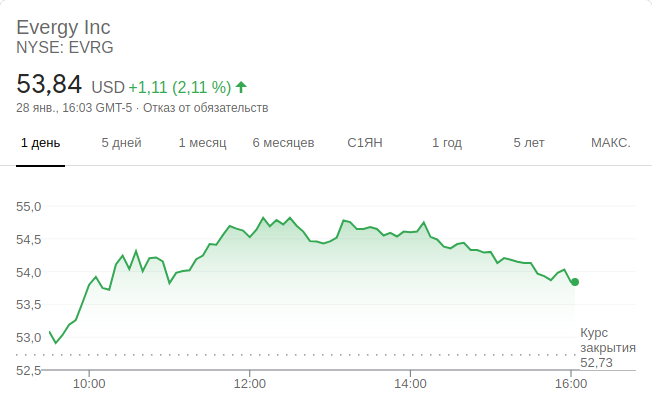 Evergy Inc
NYSE: EVRG
53,84 USD +1,11 (2,11 %)
28 янв., 16:03 GMT-5 · Отказ от обязательств
1 день 5 дней 1 месяц 6 месяцев С1ЯН 1 год 5 лет МАКС.
55,0
54,5
54,0
53,5
53,0
52,5
Курс
закрытия
52,73
10:00 12:00 14:00 16:00